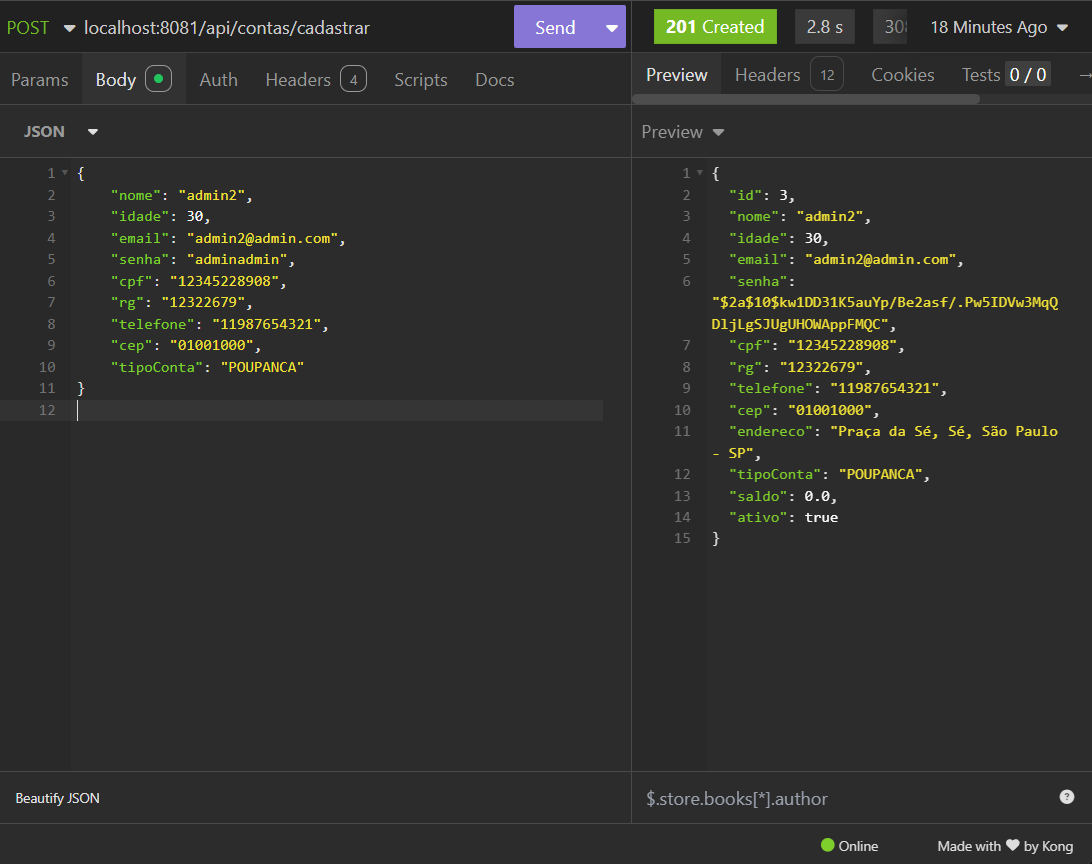 POST localhost:8081/api/contas/cadastrar Send
Params Body Auth Headers 4 Scripts Docs
JSON
1 {
2 "nome": "admin2",
3 "idade": 30,
4 "email": "admin2@admin.com",
5 "senha": "adminadmin",
6 "cpf": "12345228908",
7 "rg": "12322679",
8 "telefone": "11987654321",
9 "cep": "01001000",
10 "tipoConta": "POUPANCA"
11 }
12
Beautify JSON
201 Created 2.8 s 30 18 Minutes Ago
Preview Headers 12 Cookies Tests 0 / 0 →
Preview
1 {
2 "id": 3,
3 "nome": "admin2",
4 "idade": 30,
5 "email": "admin2@admin.com",
6 "senha":
"$2a$10$kw1DD31K5auYp/Be2asf/.Pw5IDVw3MqQ
DljLgSJUgUHOWAppFMQC",
7 "cpf": "12345228908",
8 "rg": "12322679",
9 "telefone": "11987654321",
10 "cep": "01001000",
11 "endereco": "Praça da Sé, Sé, São Paulo
- SP",
12 "tipoConta": "POUPANCA",
13 "saldo": 0.0,
14 "ativo": true
15 }
$.store.books[*].author ?
Online Made with ♥ by Kong